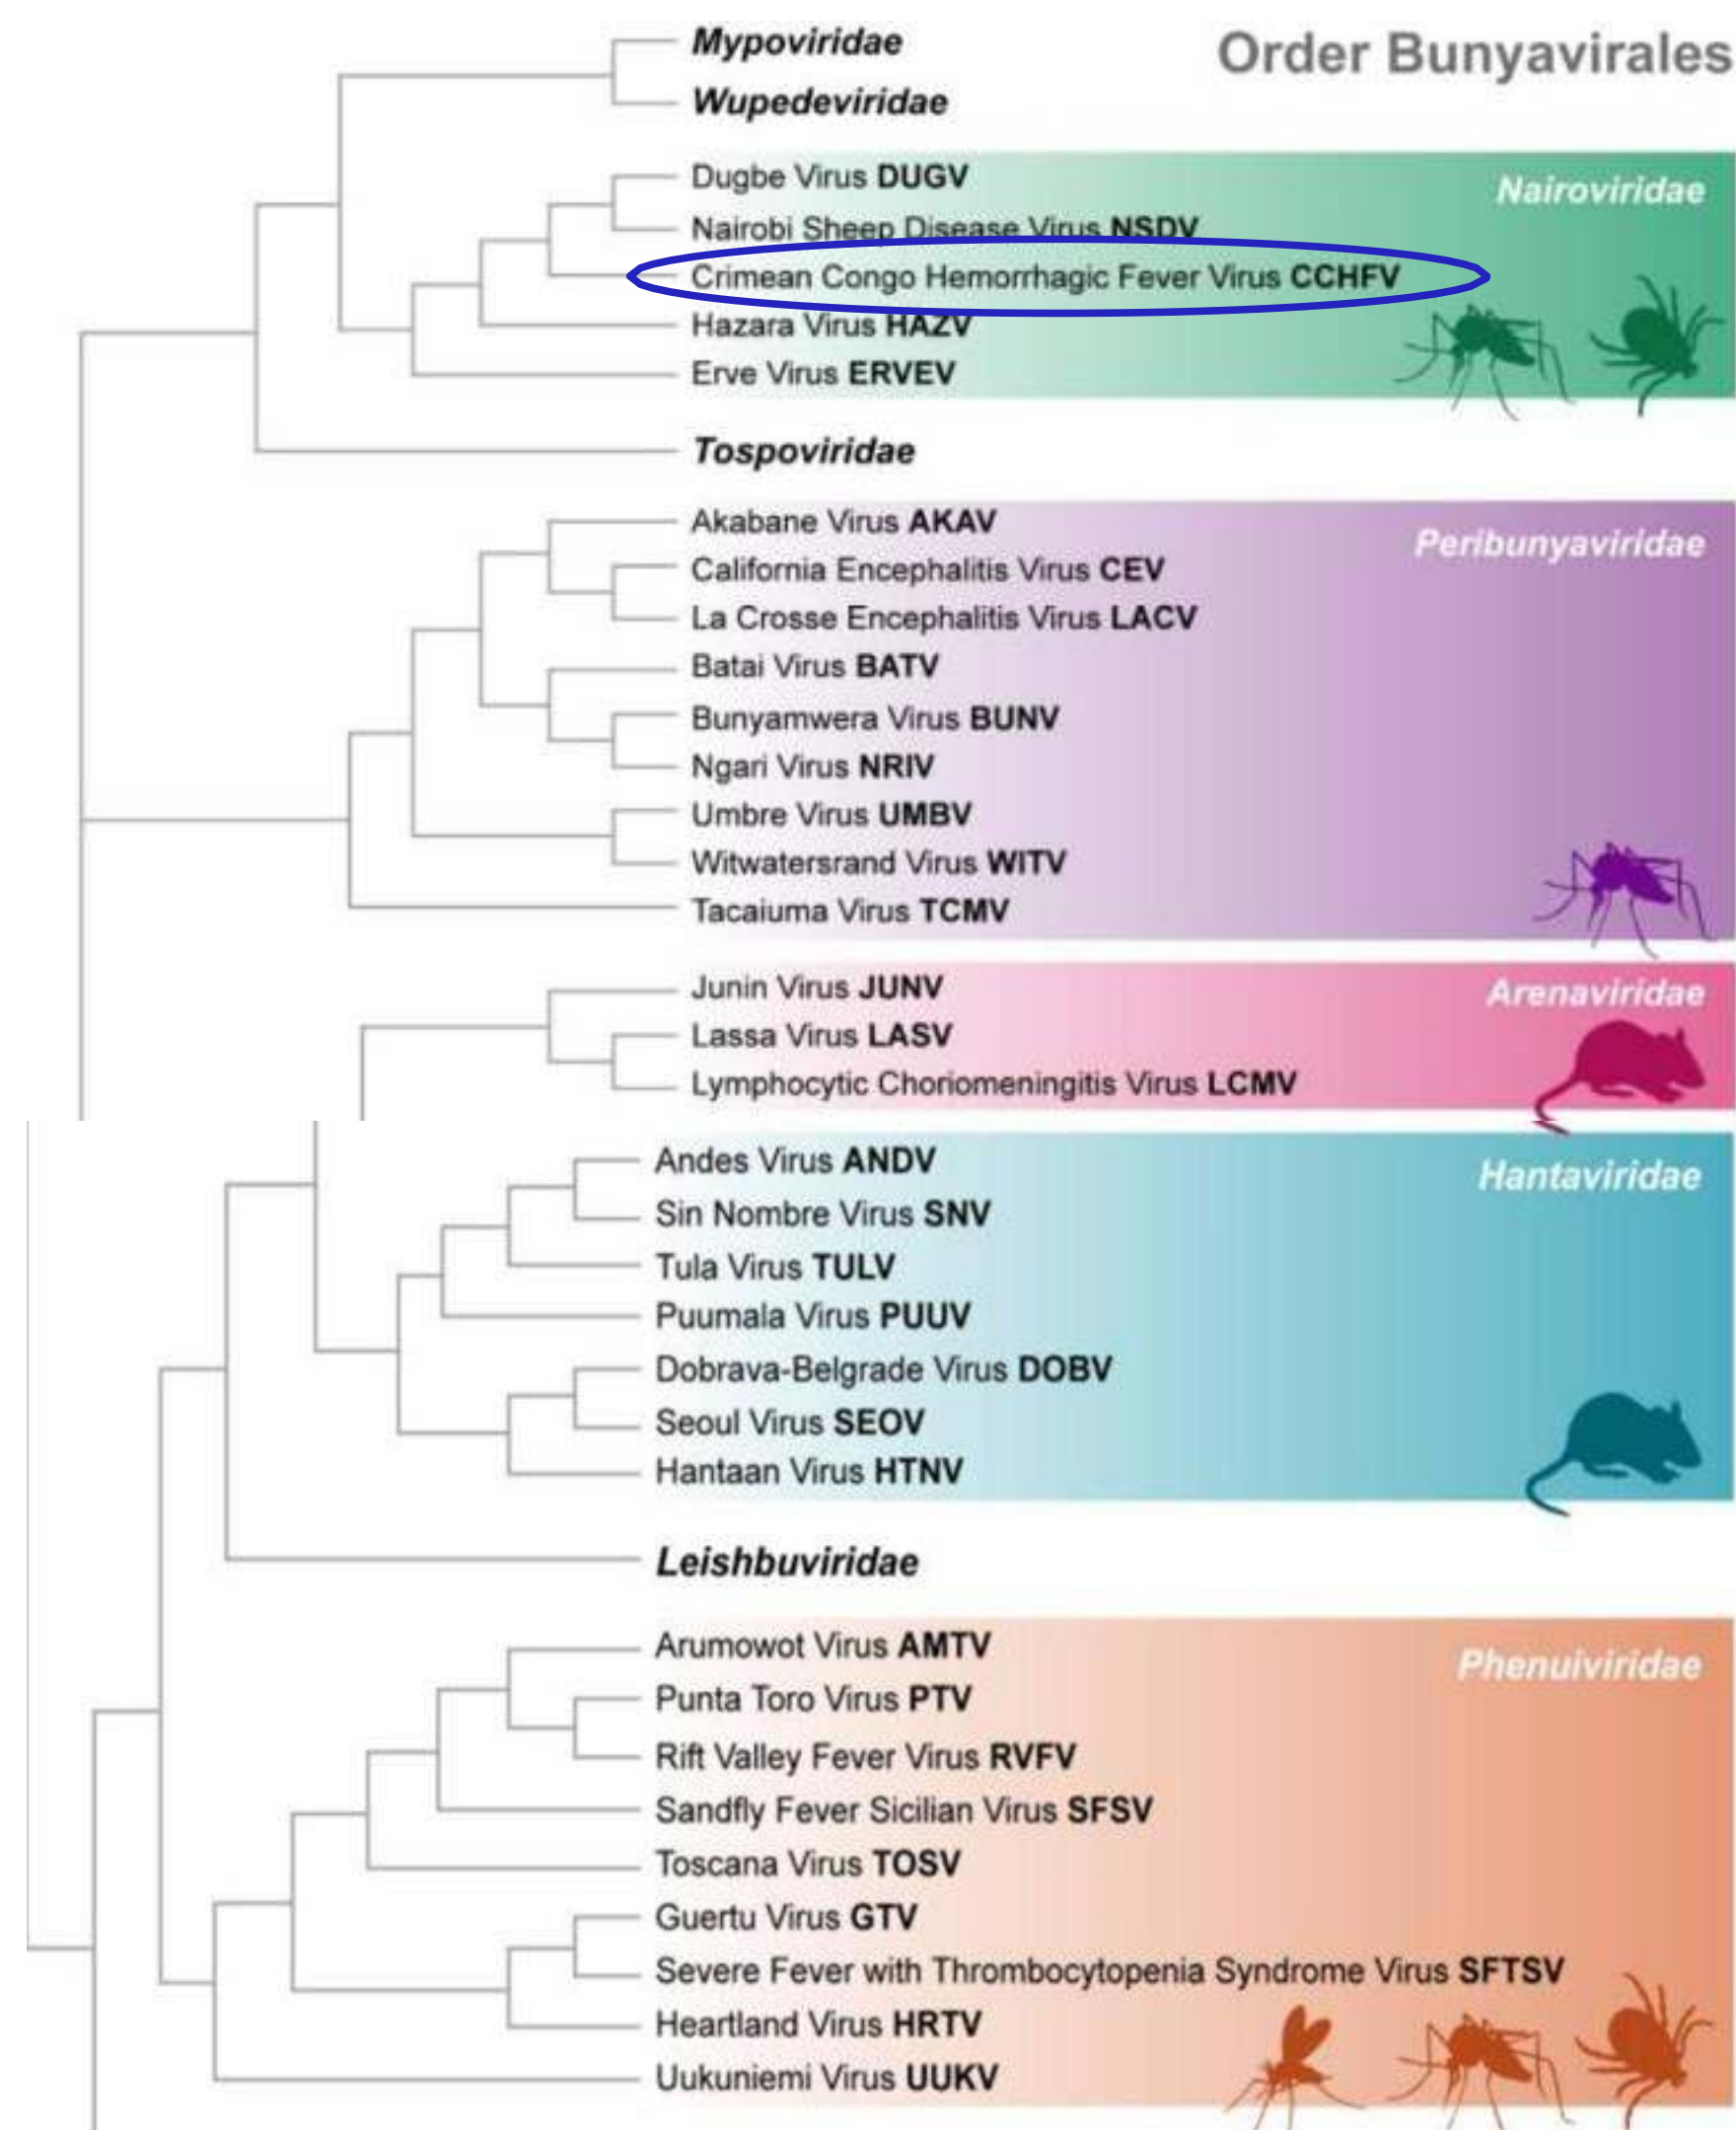 Order Bunyavirales
Mypoviridae
Wupedeviridae
Nairoviridae
Dugbe Virus DUGV
Nairobi Sheep Disease Virus NSDV
Crimean Congo Hemorrhagic Fever Virus CCHFV
Hazara Virus HAZV
Erve Virus ERVEV
Tospoviridae
Peribunyaviridae
Akabane Virus AKAV
California Encephalitis Virus CEV
La Crosse Encephalitis Virus LACV
Batai Virus BATV
Bunyamwera Virus BUNV
Ngari Virus NRIV
Umbre Virus UMBV
Witwatersrand Virus WITV
Tacaiuma Virus TCMV
Arenaviridae
Junin Virus JUNV
Lassa Virus LASV
Lymphocytic Choriomeningitis Virus LCMV
Hantaviridae
Andes Virus ANDV
Sin Nombre Virus SNV
Tula Virus TULV
Puumala Virus PUUV
Dobrava-Belgrade Virus DOBV
Seoul Virus SEOV
Hantaan Virus HTNV
Leishbuviridae
Phenuiviridae
Arumowot Virus AMTV
Punta Toro Virus PTV
Rift Valley Fever Virus RVFV
Sandfly Fever Sicilian Virus SFSV
Toscana Virus TOSV
Guertu Virus GTV
Severe Fever with Thrombocytopenia Syndrome Virus SFTSV
Heartland Virus HRTV
Uukuniemi Virus UUKV